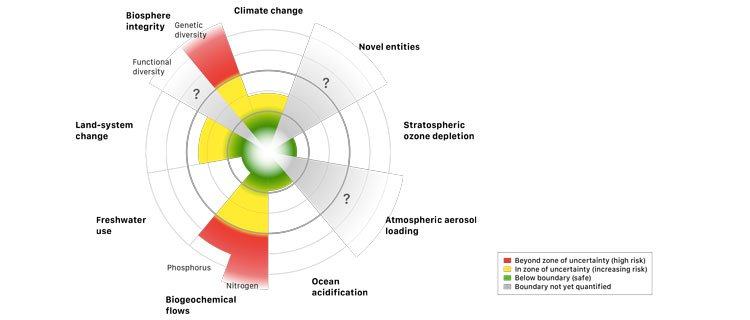 Climate change
Biosphere
integrity
Genetic
diversity
Functional
diversity
Novel entities
?
?
Land-system
change
Stratospheric
ozone depletion
?
Freshwater
use
Atmospheric aerosol
loading
Phosphorus
Nitrogen
Biogeochemical
flows
Ocean
acidification
Beyond zone of uncertainty (high risk)
In zone of uncertainty (increasing risk)
Below boundary (safe)
Boundary not yet quantified